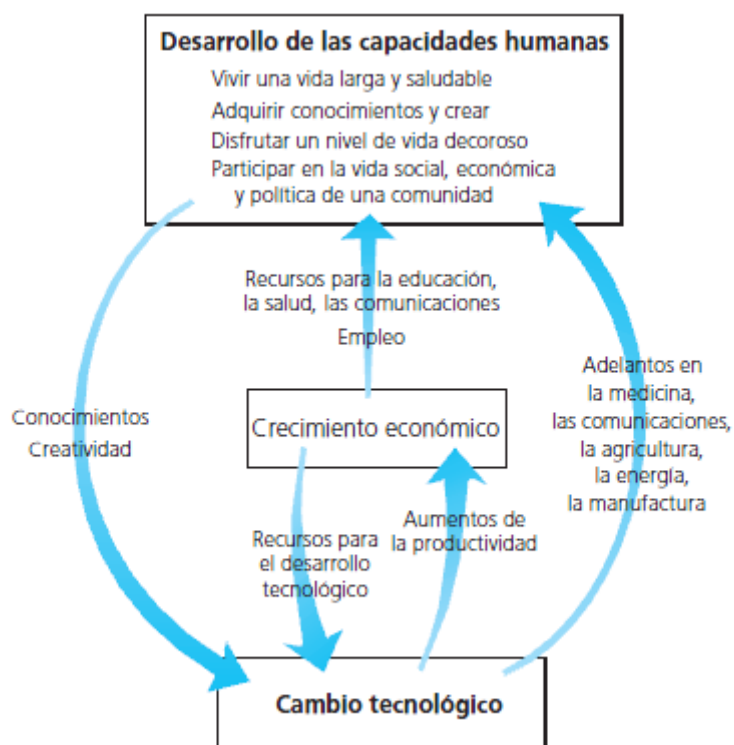 Desarrollo de las capacidades humanas
Vivir una vida larga y saludable
Adquirir conocimientos y crear
Disfrutar un nivel de vida decoroso
Participar en la vida social, económica
y política de una comunidad
Recursos para la educación,
la salud, las comunicaciones
Empleo
Conocimientos
Creatividad
Crecimiento económico
Adelantos en
la medicina,
las comunicaciones,
la agricultura,
la energía,
la manufactura
Recursos para
el desarrollo
tecnológico
Aumentos de
la productividad
Cambio tecnológico